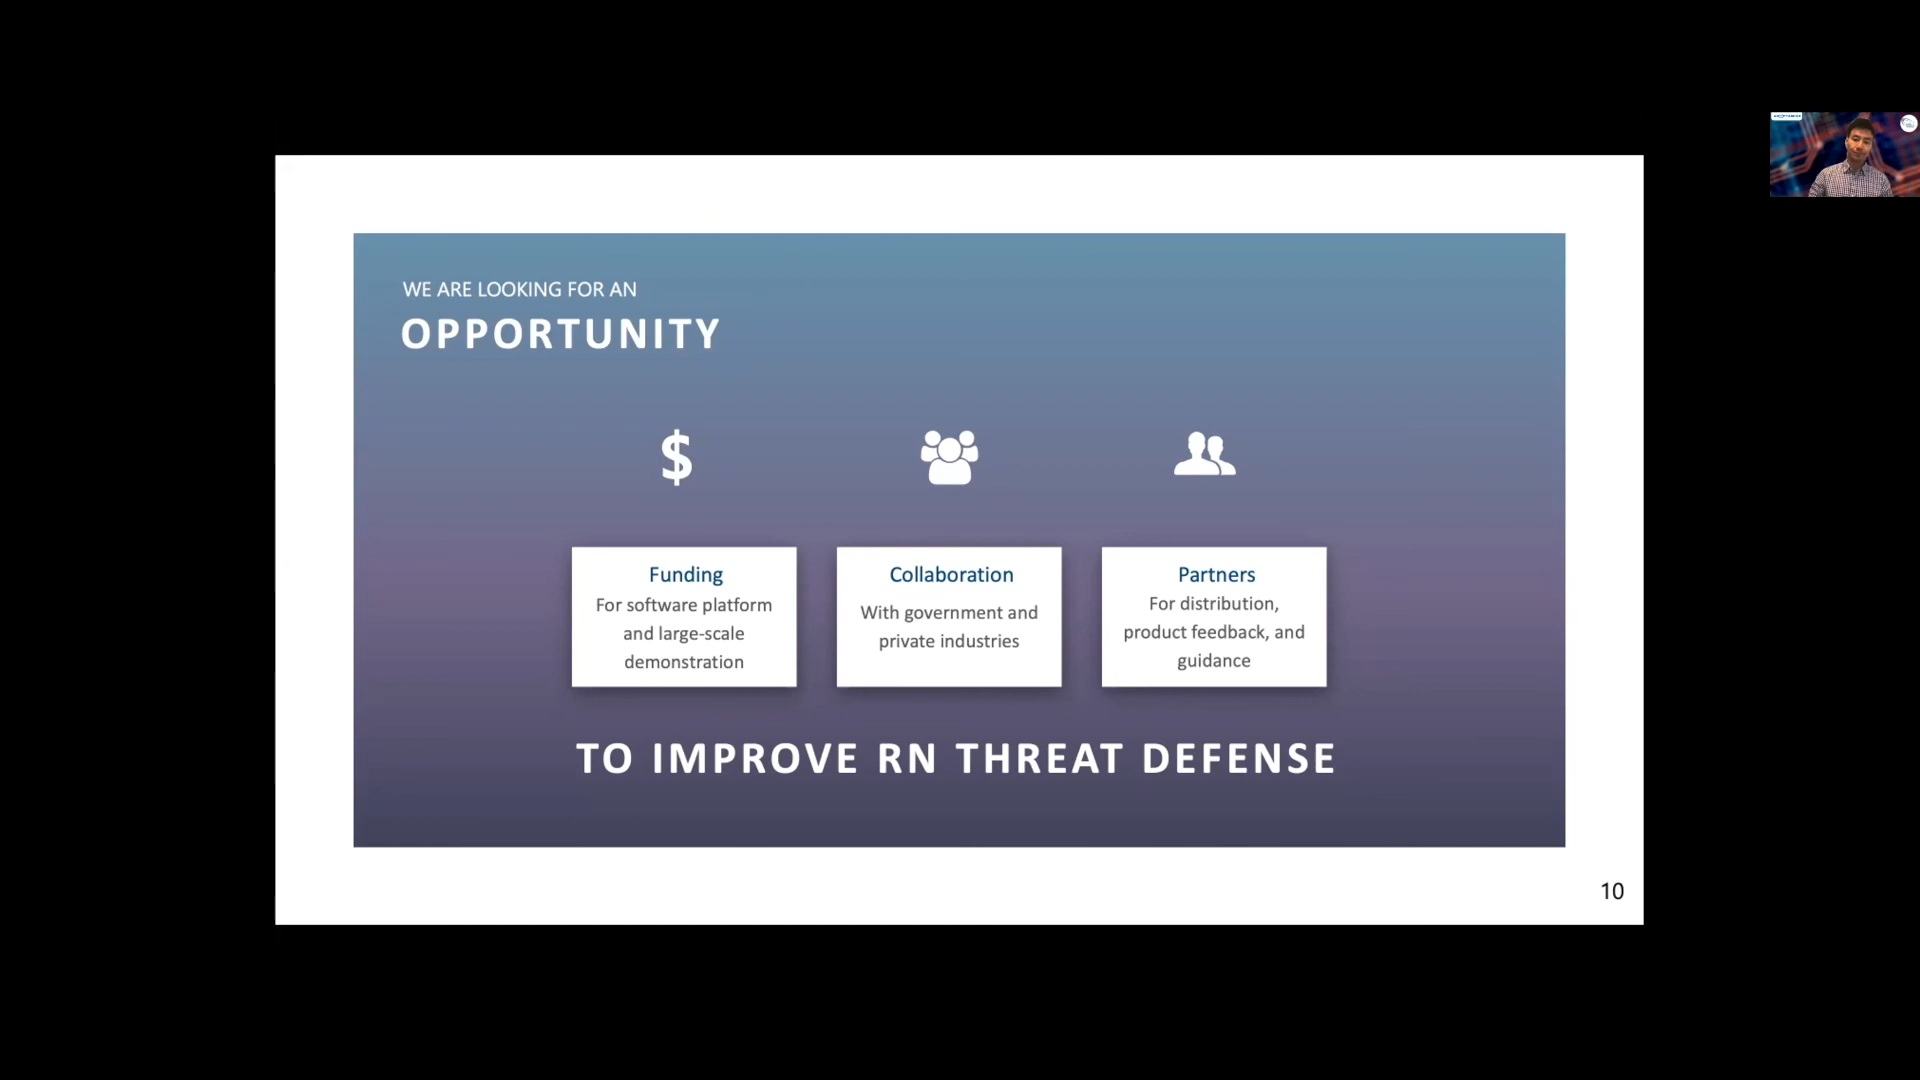 WE ARE LOOKING FOR AN
OPPORTUNITY
$
Funding
For software platform
and large-scale
demonstration
Collaboration
With government and
private industries
Partners
For distribution,
product feedback, and
guidance
TO IMPROVE RN THREAT DEFENSE
10